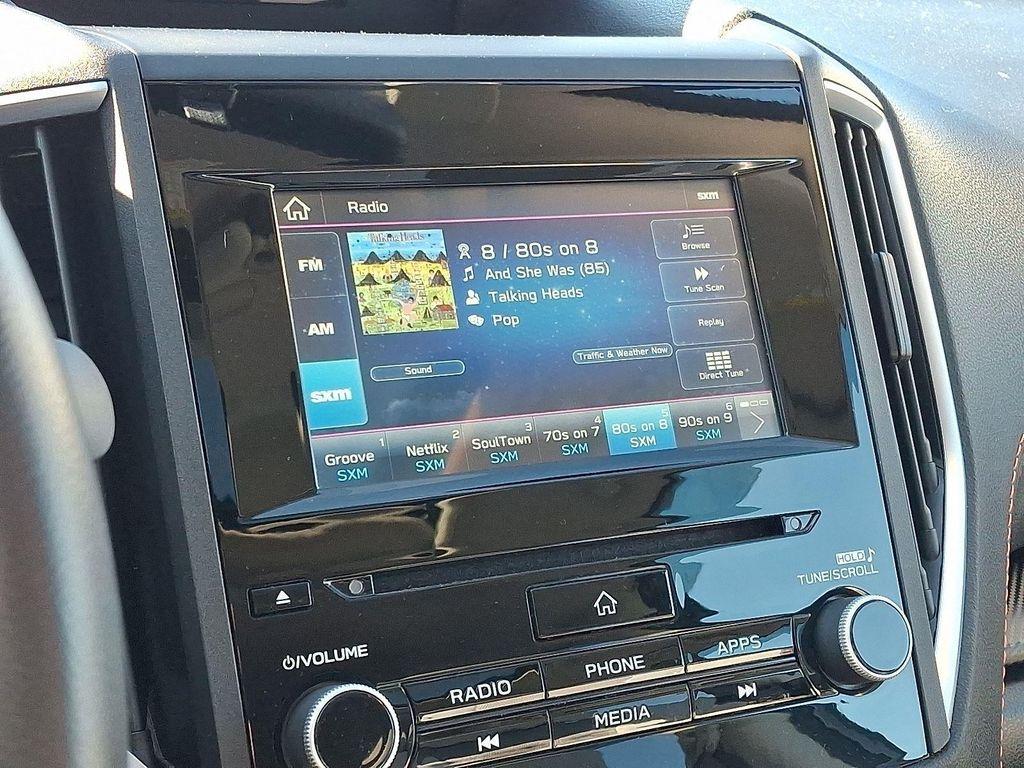 Radio
sxm
FM
AM
sxm
Talking Heads
8 / 80s on 8
And She Was (85)
Talking Heads
Pop
Sound
Traffic & Weather Now
Browse
Tune Scan
Replay
Direct Tune
1
Groove
SXM
2
Netflix
SXM
3
SoulTown
SXM
4
70s on 7
SXM
5
80s on 8
SXM
6
90s on 9
SXM
HOLD
TUNE/SCROLL
/VOLUME
RADIO
PHONE
APPS
MEDIA